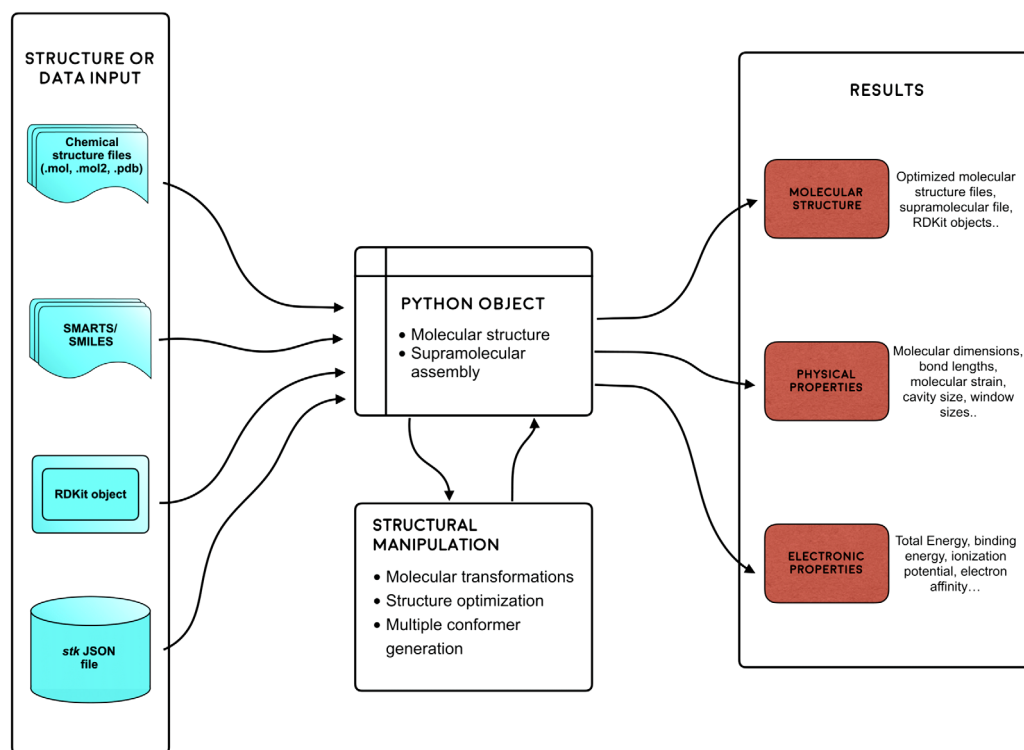 STRUCTURE OR
DATA INPUT
Chemical
structure files
(.mol, .mol2, .pdb)
SMARTS/
SMILES
RDKit object
stk JSON
file
PYTHON OBJECT
• Molecular structure
• Supramolecular
assembly
STRUCTURAL
MANIPULATION
• Molecular transformations
• Structure optimization
• Multiple conformer
generation
RESULTS
MOLECULAR
STRUCTURE
Optimized molecular
structure files,
supramolecular file,
RDKit objects..
PHYSICAL
PROPERTIES
Molecular dimensions,
bond lengths,
molecular strain,
cavity size, window
sizes..
ELECTRONIC
PROPERTIES
Total Energy, binding
energy, ionization
potential, electron
affinity…